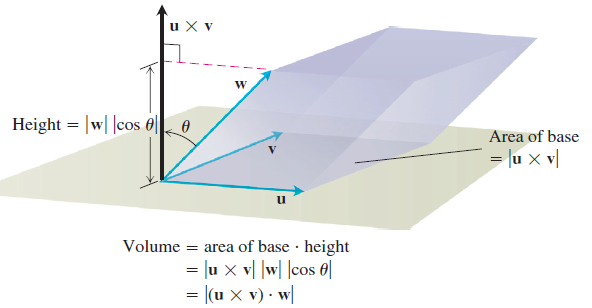 u × v
w
Height = |w| |cos θ|
θ
v
Area of base
= |u × v|
u
Volume = area of base · height
= |u × v| |w| |cos θ|
= |(u × v) · w|